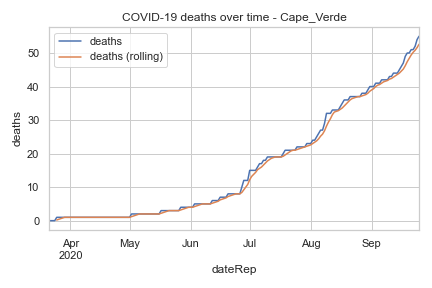 COVID-19 deaths over time - Cape_Verde
deaths
deaths (rolling)
50
40
30
20
10
0
deaths
Apr
2020
May
Jun
Jul
Aug
Sep
dateRep